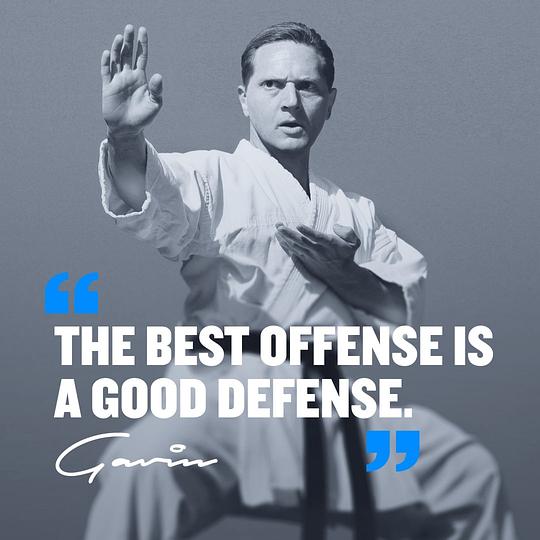 “
THE BEST OFFENSE IS
A GOOD DEFENSE.
”
Gavin